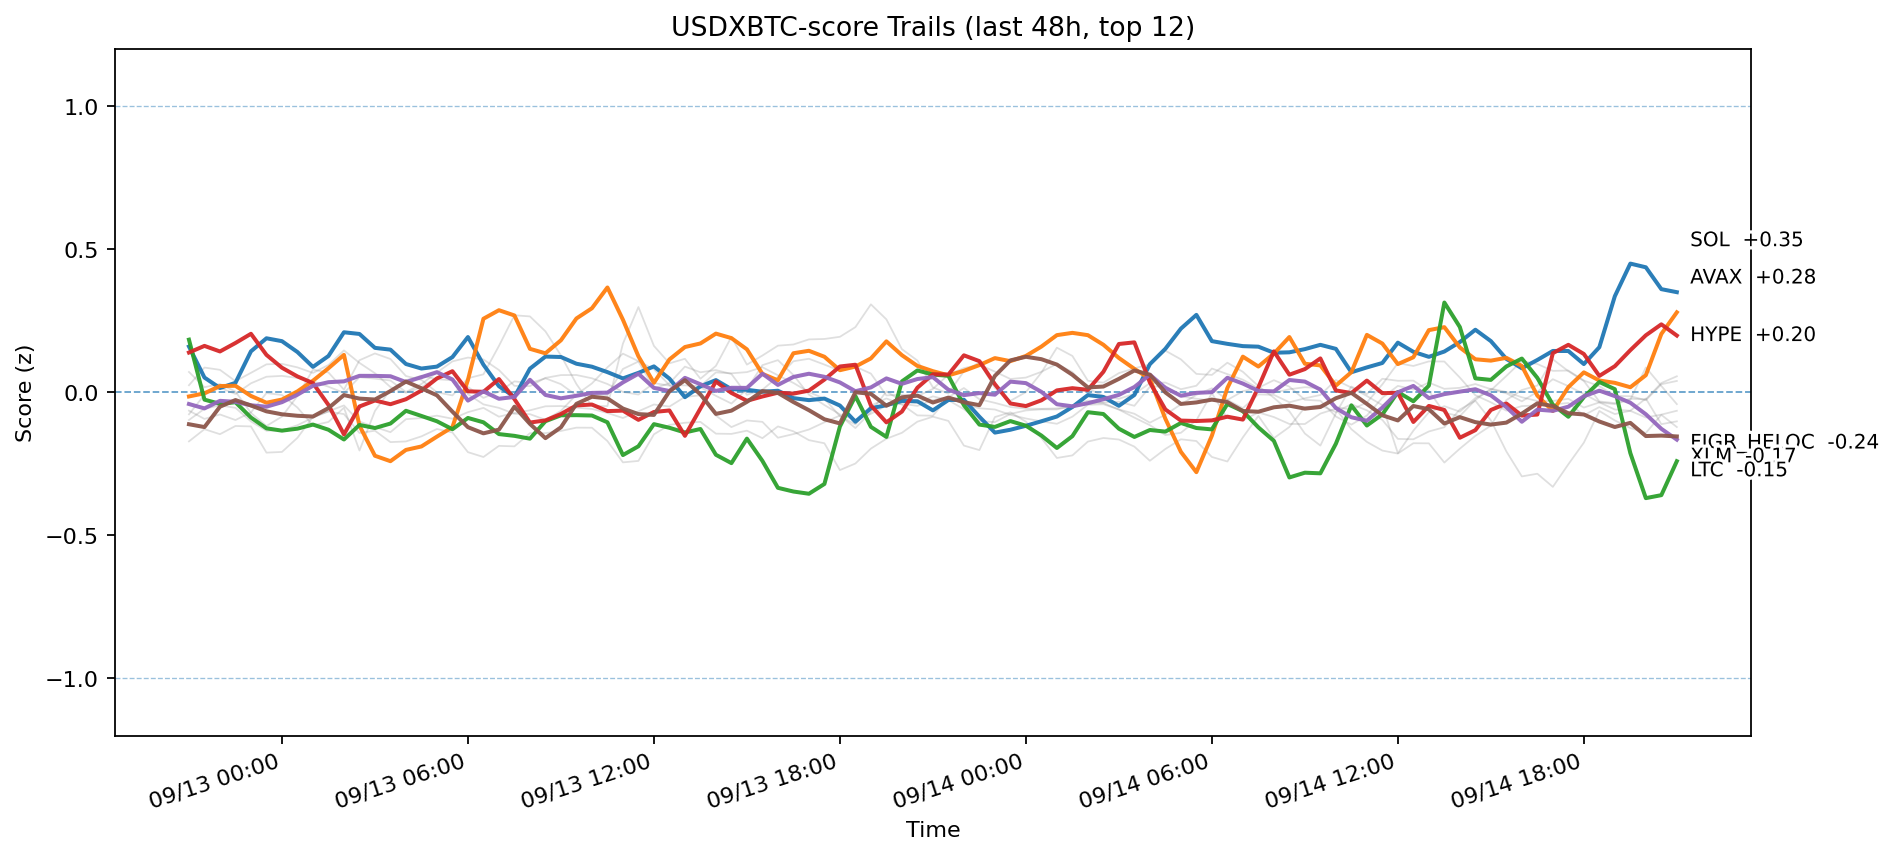 USDXBTC-score Trails (last 48h, top 12)
Score (z)
1.0
0.5
0.0
−0.5
−1.0
SOL +0.35
AVAX +0.28
HYPE +0.20
FIGR_HELOC -0.24
XLM -0.17
LTC -0.15
09/13 00:00
09/13 06:00
09/13 12:00
09/13 18:00
09/14 00:00
09/14 06:00
09/14 12:00
09/14 18:00
Time